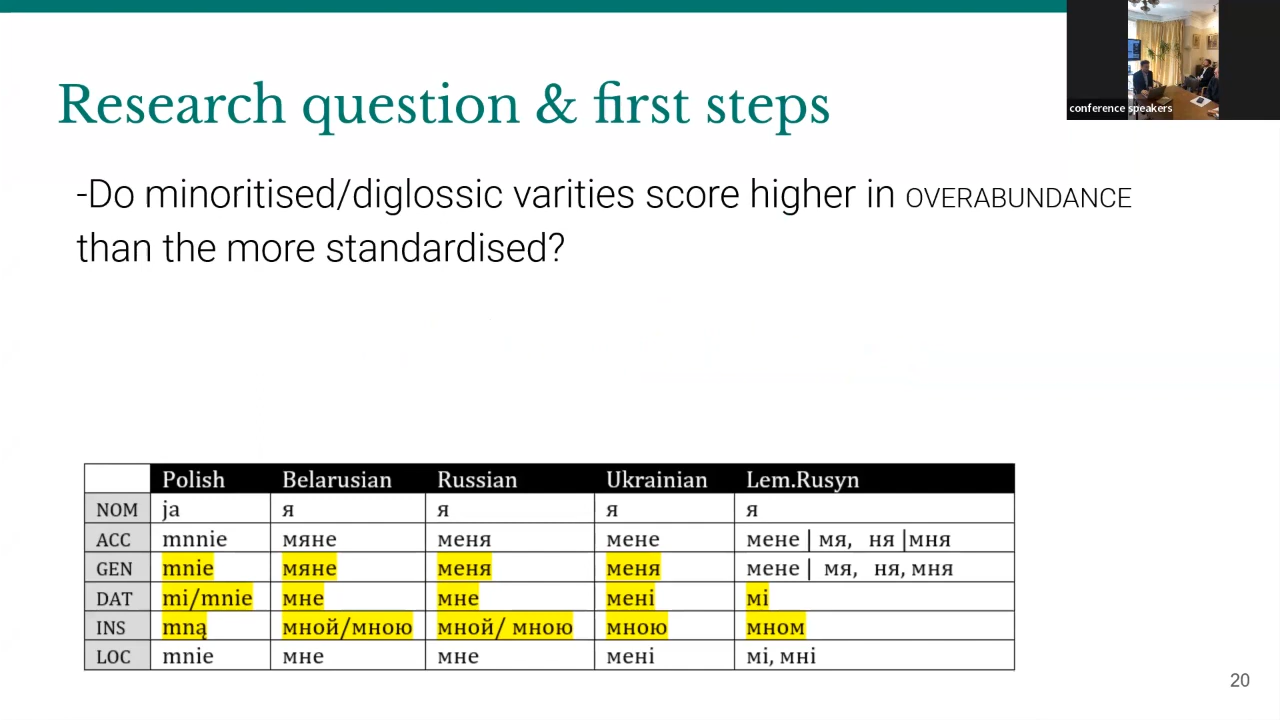 conference speakers
Research question & first steps
-Do minoritised/diglossic varities score higher in OVERABUNDANCE
than the more standardised?
Polish Belarusian Russian Ukrainian Lem.Rusyn
NOM ja я я я я
ACC mnnie мяне меня мене мене | мя, ня |мня
GEN mnie мяне меня меня мене | мя, ня, мня
DAT mi/mnie мне мне мені мі
INS mną мной/мною мной/ мною мною мном
LOC mnie мне мне мені мі, мні
20